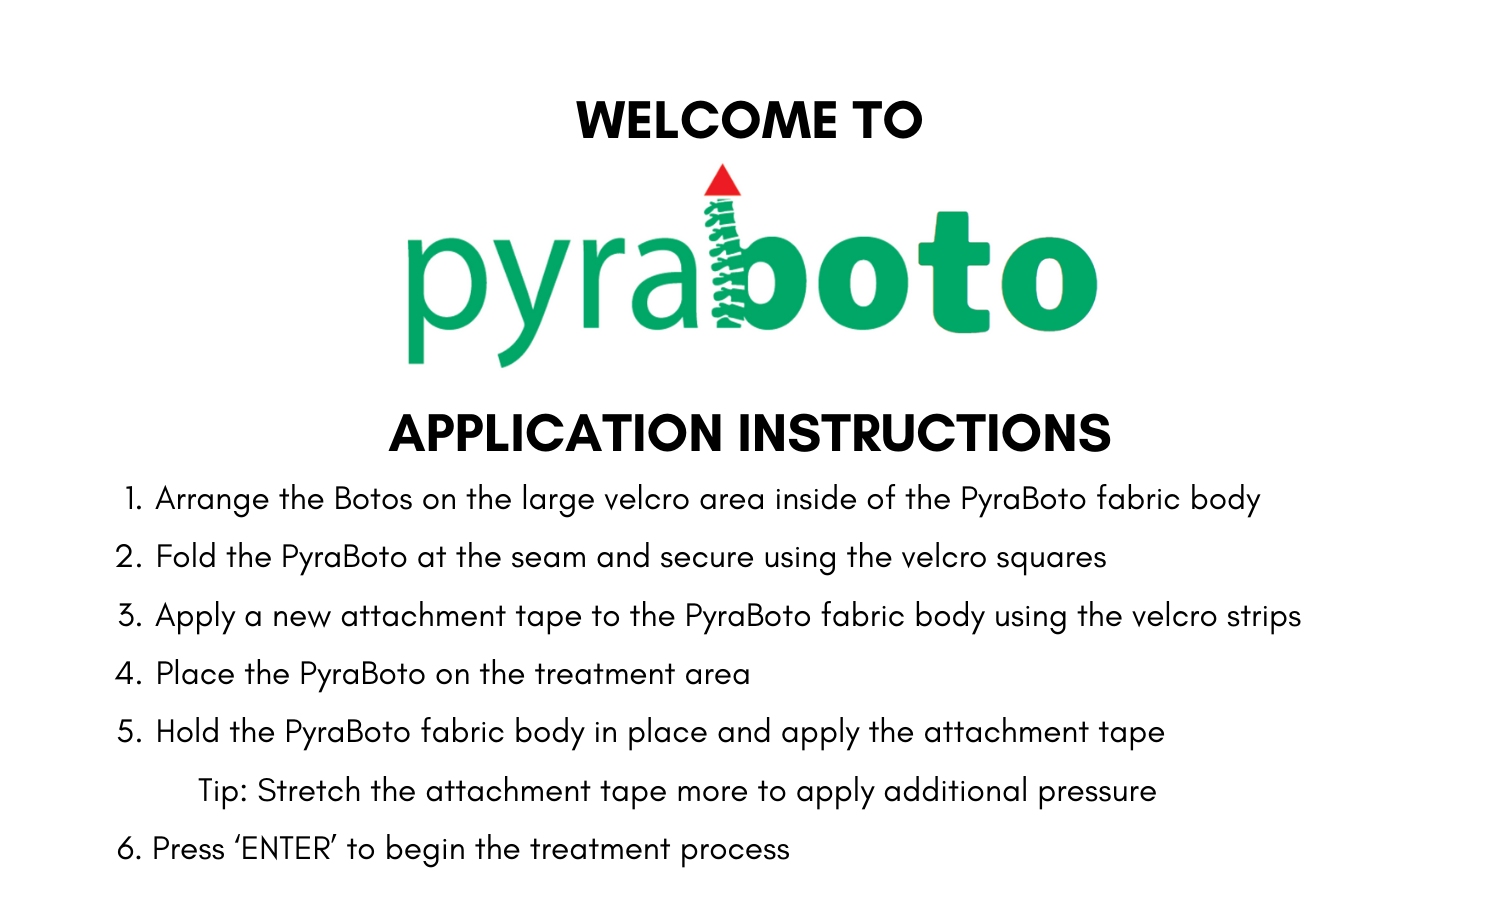 WELCOME TO
pyraboto
APPLICATION INSTRUCTIONS
1. Arrange the Botos on the large velcro area inside of the PyraBoto fabric body
2. Fold the PyraBoto at the seam and secure using the velcro squares
3. Apply a new attachment tape to the PyraBoto fabric body using the velcro strips
4. Place the PyraBoto on the treatment area
5. Hold the PyraBoto fabric body in place and apply the attachment tape
Tip: Stretch the attachment tape more to apply additional pressure
6. Press ‘ENTER’ to begin the treatment process